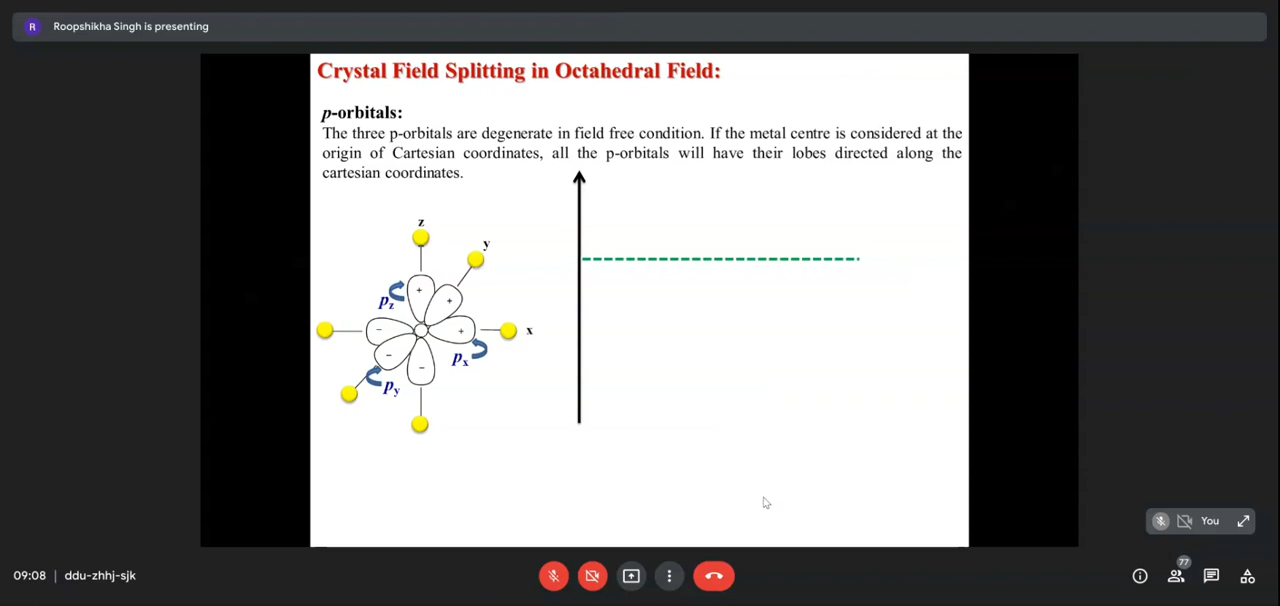 R Roopshikha Singh is presenting
Crystal Field Splitting in Octahedral Field:
p-orbitals:
The three p-orbitals are degenerate in field free condition. If the metal centre is considered at the
origin of Cartesian coordinates, all the p-orbitals will have their lobes directed along the
cartesian coordinates.
z
y
+
pz
+
- + x
- px
-
py
You
09:08 | ddu-zhhj-sjk
77